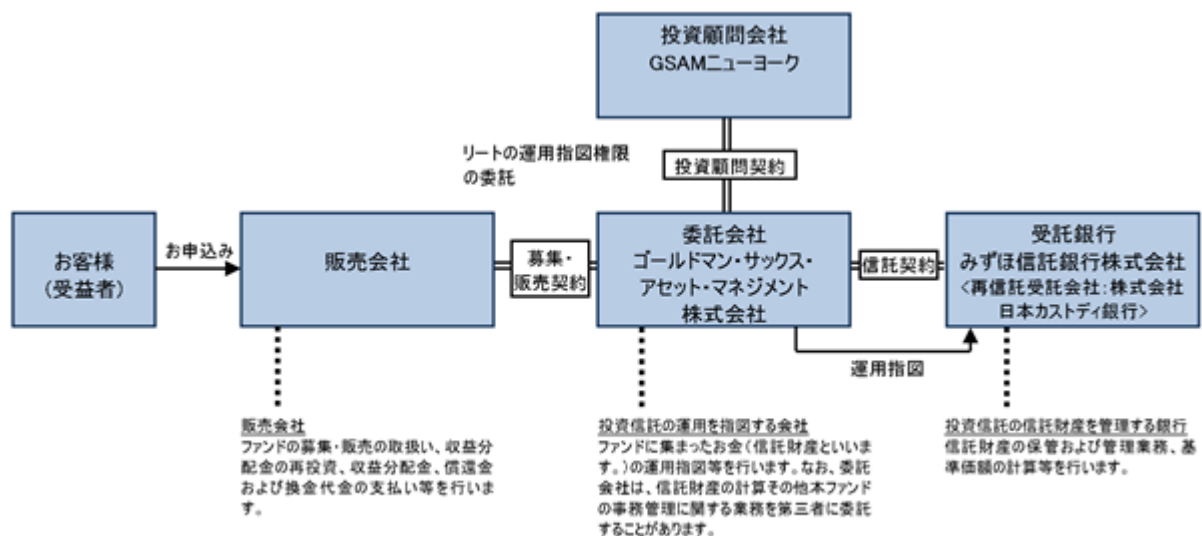 投資顧問会社
GSAMニューヨーク
リートの運用指図権限
の委託
投資顧問契約
お客様
(受益者)
お申込み
販売会社
募集・
販売契約
委託会社
ゴールドマン・サックス・
アセット・マネジメント
株式会社
信託契約
受託銀行
みずほ信託銀行株式会社
<再信託受託会社:株式会社
日本カストディ銀行>
運用指図
販売会社
ファンドの募集・販売の取扱い、収益分
配金の再投資、収益分配金、償還金
および換金代金の支払い等を行いま
す。
投資信託の運用を指図する会社
ファンドに集まったお金(信託財産といいま
す。)の運用指図等を行います。なお、委託
会社は、信託財産の計算その他本ファンド
の事務管理に関する業務を第三者に委託
することがあります。
投資信託の信託財産を管理する銀行
信託財産の保管および管理業務、基
準価額の計算等を行います。